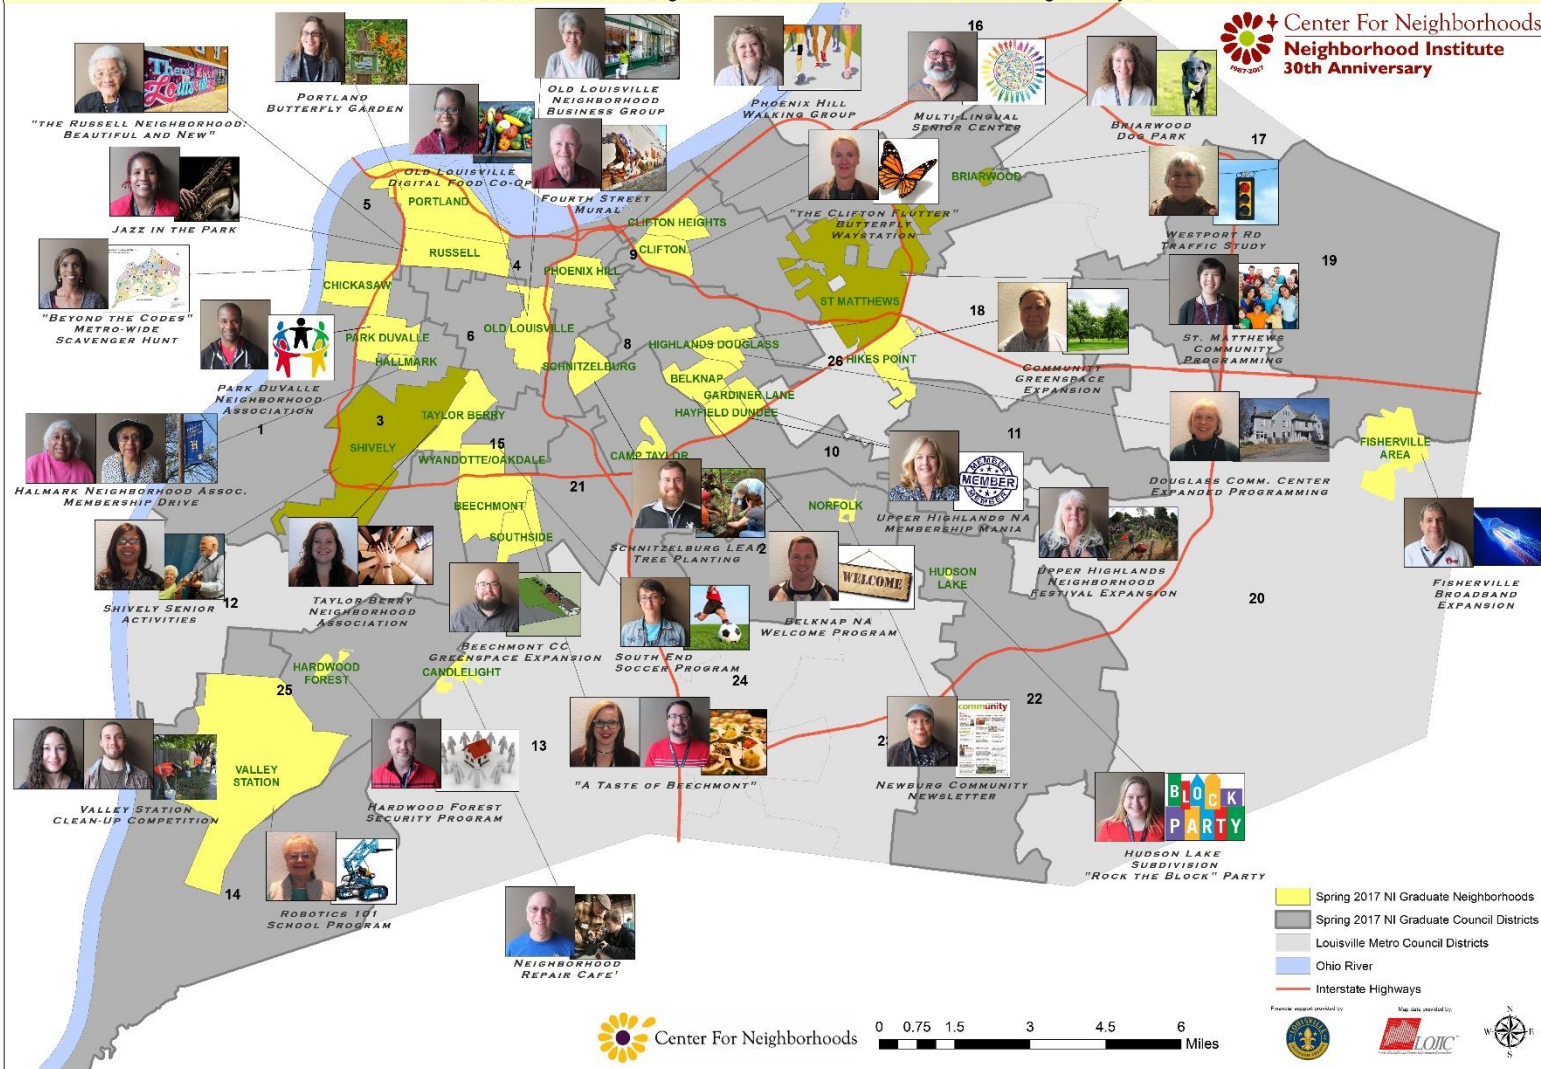 Center For Neighborhoods
Neighborhood Institute
30th Anniversary
1987-2017
"THE RUSSELL NEIGHBORHOOD:
BEAUTIFUL AND NEW"
PORTLAND
BUTTERFLY GARDEN
OLD LOUISVILLE
DIGITAL FOOD CO-OP
OLD LOUISVILLE
NEIGHBORHOOD
BUSINESS GROUP
FOURTH STREET
MURAL
PHOENIX HILL
WALKING GROUP
MULTI-LINGUAL
SENIOR CENTER
BRIARWOOD
DOG PARK
"THE CLIFTON FLUTTER"
BUTTERFLY
WAYSTATION
WESTPORT RD
TRAFFIC STUDY
JAZZ IN THE PARK
"BEYOND THE CODES"
METRO-WIDE
SCAVENGER HUNT
PARK DUVALLE
NEIGHBORHOOD
ASSOCIATION
ST. MATTHEWS
COMMUNITY
PROGRAMMING
COMMUNITY
GREENSPACE
EXPANSION
DOUGLASS COMM. CENTER
EXPANDED PROGRAMMING
HALMARK NEIGHBORHOOD ASSOC.
MEMBERSHIP DRIVE
SHIVELY SENIOR
ACTIVITIES
TAYLOR-BERRY
NEIGHBORHOOD
ASSOCIATION
BEECHMONT CC
GREENSPACE EXPANSION
SCHNITZELBURG LEAF
TREE PLANTING
SOUTH END
SOCCER PROGRAM
WELCOME
BELKNAP NA
WELCOME PROGRAM
MEMBER
UPPER HIGHLANDS NA
MEMBERSHIP MANIA
UPPER HIGHLANDS
NEIGHBORHOOD
FESTIVAL EXPANSION
FISHERVILLE
BROADBAND
EXPANSION
VALLEY STATION
CLEAN-UP COMPETITION
HARDWOOD FOREST
SECURITY PROGRAM
"A TASTE OF BEECHMONT"
community
NEWBURG COMMUNITY
NEWSLETTER
BLOCK
PARTY
HUDSON LAKE
SUBDIVISION
"ROCK THE BLOCK" PARTY
ROBOTICS 101
SCHOOL PROGRAM
NEIGHBORHOOD
REPAIR CAFE'
PORTLAND
RUSSELL
CHICKASAW
PARK DUVALLE
HALLMARK
SHIVELY
TAYLOR BERRY
WYANDOTTE/OAKDALE
BEECHMONT
SOUTHSIDE
OLD LOUISVILLE
PHOENIX HILL
CLIFTON HEIGHTS
CLIFTON
SCHNITZELBURG
HIGHLANDS DOUGLASS
BELKNAP
GARDINER LANE
HAYFIELD DUNDEE
CAMP TAYLOR
ST MATTHEWS
HIKES POINT
BRIARWOOD
NORFOLK
HUDSON
LAKE
FISHERVILLE
AREA
HARDWOOD
FOREST
CANDLELIGHT
VALLEY
STATION
1
2
3
4
5
6
8
9
10
11
12
13
14
15
16
17
18
19
20
21
22
24
25
26
Spring 2017 NI Graduate Neighborhoods
Spring 2017 NI Graduate Council Districts
Louisville Metro Council Districts
Ohio River
Interstate Highways
Financial support provided by:
Map data provided by:
LOJIC
N
W
E
S
Center For Neighborhoods
0 0.75 1.5 3 4.5 6
Miles